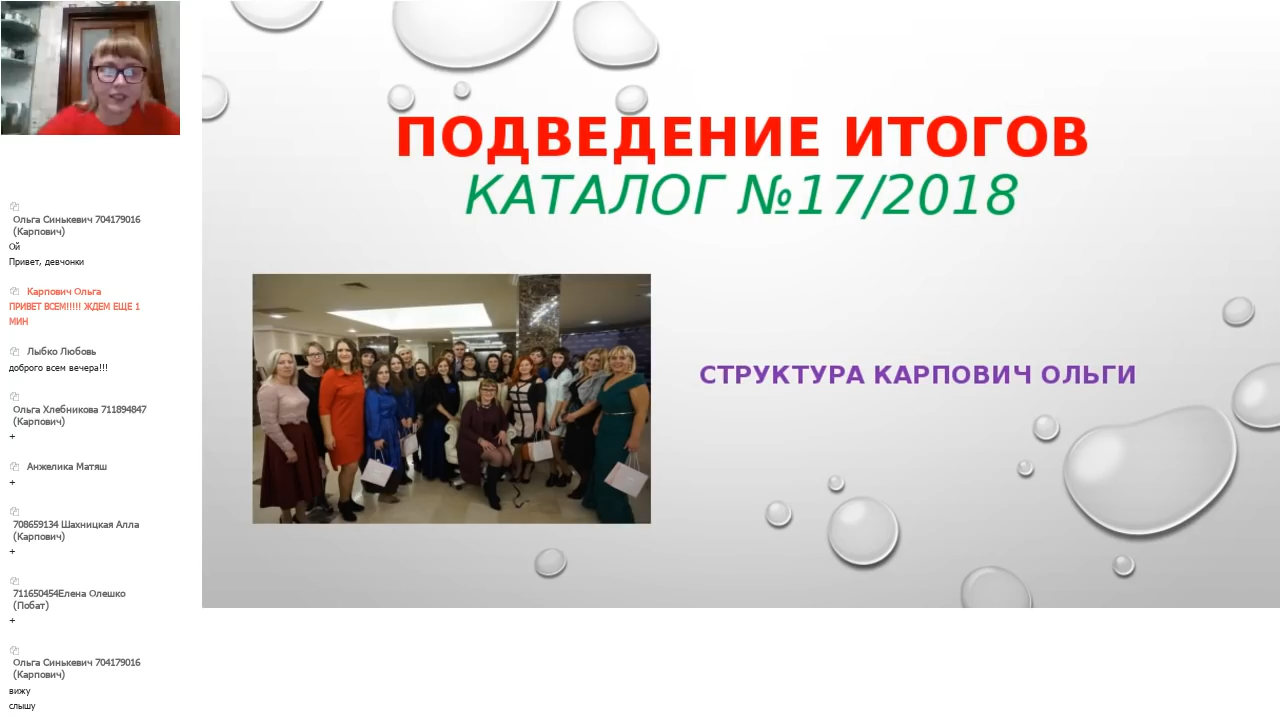 ПОДВЕДЕНИЕ ИТОГОВ
КАТАЛОГ №17/2018
СТРУКТУРА КАРПОВИЧ ОЛЬГИ
Ольга Синькевич 704179016
(Карпович)
Ой
Привет, девчонки
Карпович Ольга
ПРИВЕТ ВСЕМ!!!!! ЖДЕМ ЕЩЕ 1
МИН
Лыбко Любовь
доброго всем вечера!!!
Ольга Хлебникова 711894847
(Карпович)
+
Анжелика Матяш
+
708659134 Шахницкая Алла
(Карпович)
+
711650454Елена Олешко
(Побат)
+
Ольга Синькевич 704179016
(Карпович)
вижу
слышу